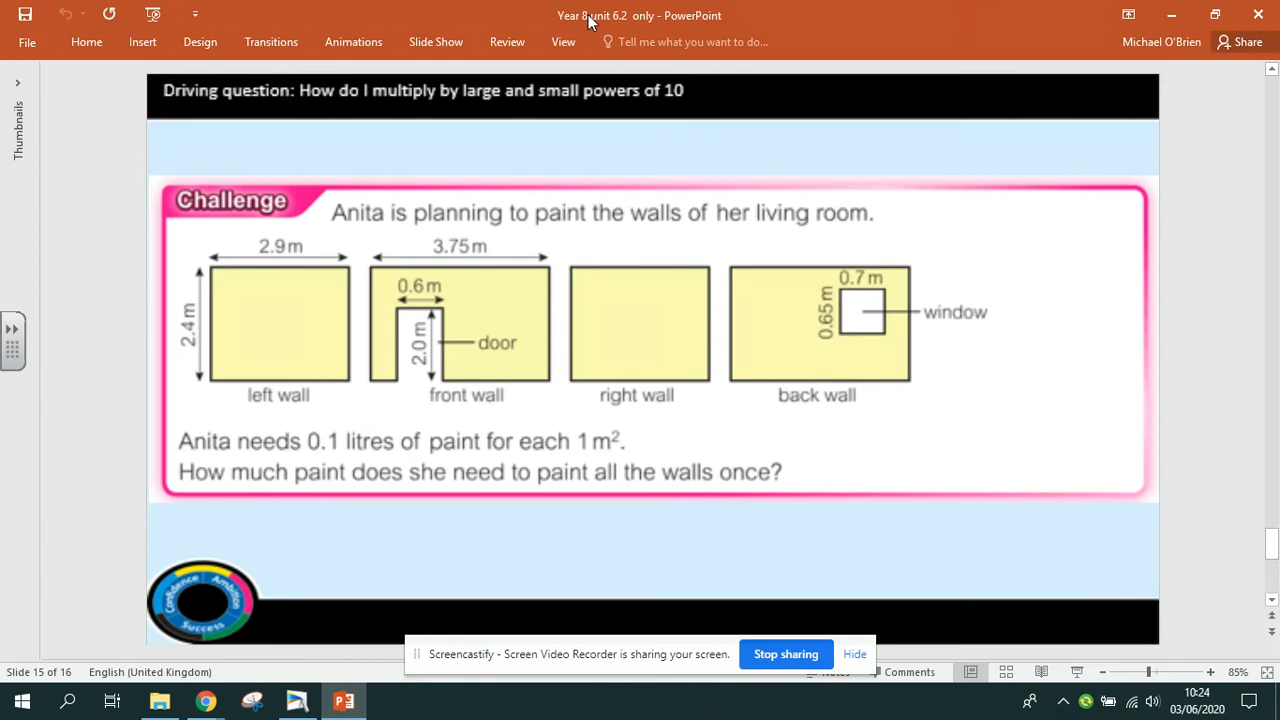 Year 8 unit 6.2 only - PowerPoint
File Home Insert Design Transitions Animations Slide Show Review View Tell me what you want to do... Michael O'Brien Share
Thumbnails
Driving question: How do I multiply by large and small powers of 10
Challenge
Anita is planning to paint the walls of her living room.
2.9 m 3.75 m
0.6 m 0.7 m
2.4 m 2.0 m door 0.65 m window
left wall front wall right wall back wall
Anita needs 0.1 litres of paint for each 1 m².
How much paint does she need to paint all the walls once?
Confidence Ambition Success
Screencastify - Screen Video Recorder is sharing your screen. Stop sharing Hide
Slide 15 of 16 English (United Kingdom) Notes Comments 85%
10:24
03/06/2020